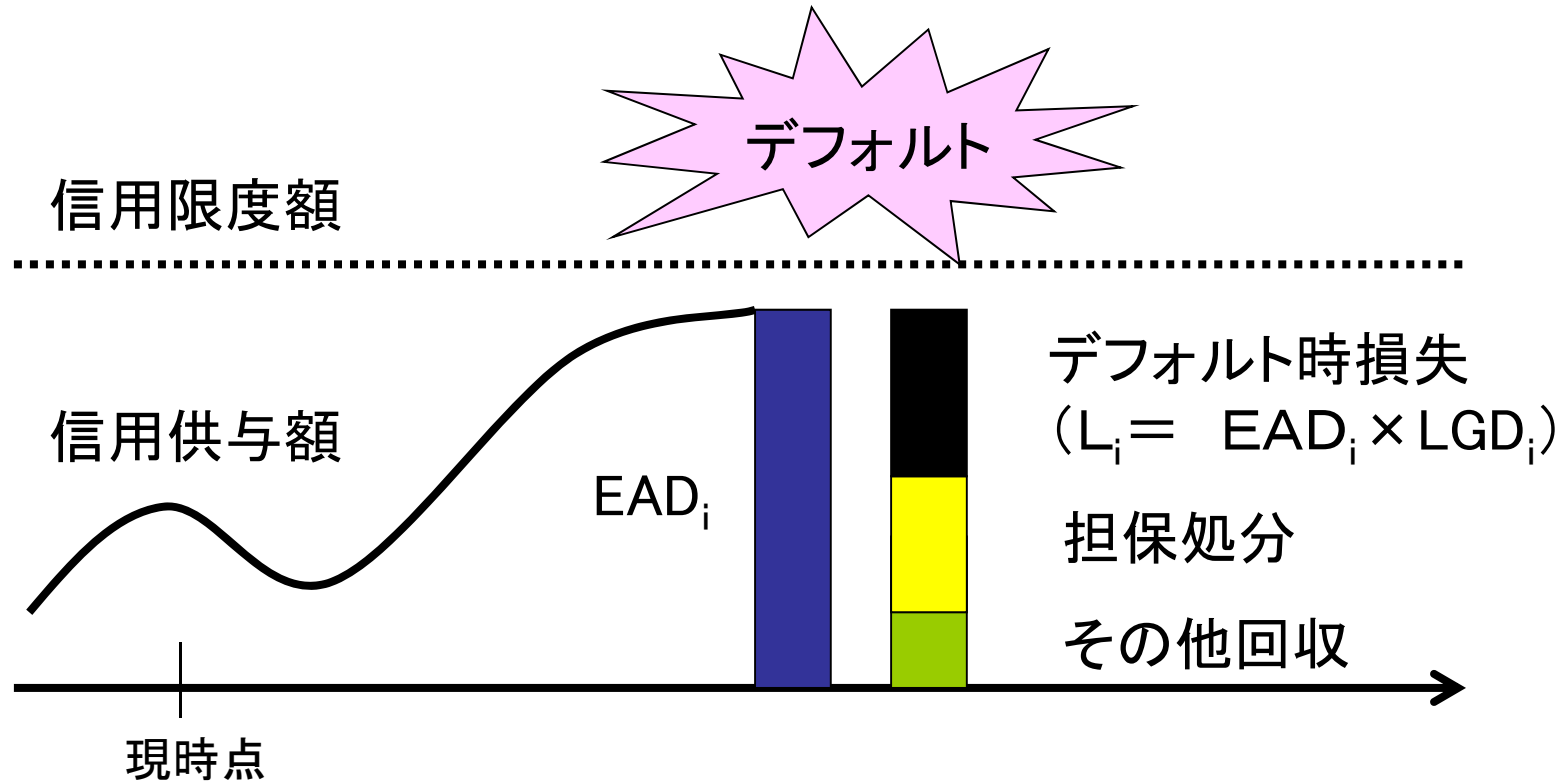 デフォルト
信用限度額
デフォルト時損失
（Lᵢ＝　EADᵢ×LGDᵢ）
信用供与額
EADᵢ
担保処分
その他回収
現時点